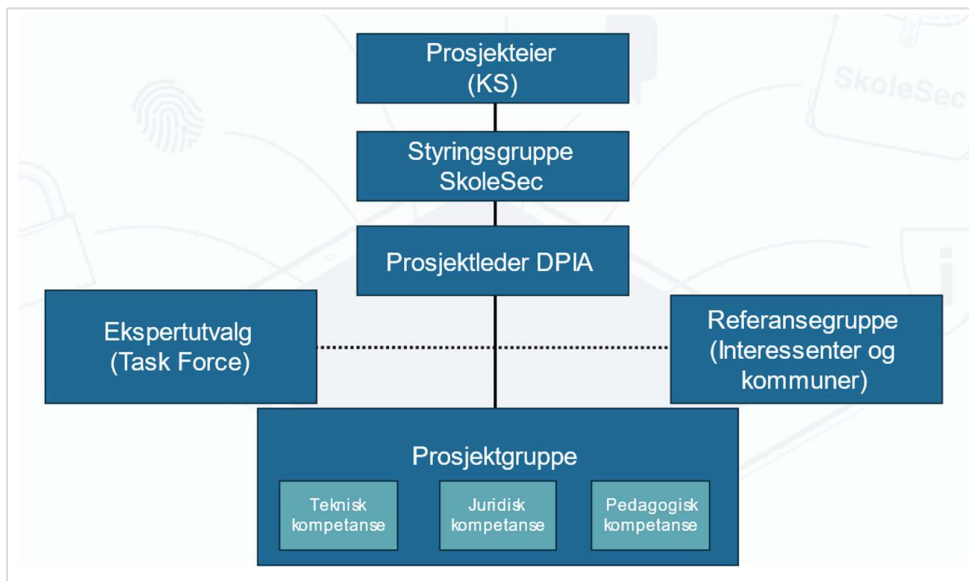 Prosjekteier
(KS)
SkoleSec
Styringsgruppe
SkoleSec
Prosjektleder DPIA
Ekspertutvalg
(Task Force)
Referansegruppe
(Interessenter og
kommuner)
Prosjektgruppe
Teknisk
kompetanse
Juridisk
kompetanse
Pedagogisk
kompetanse